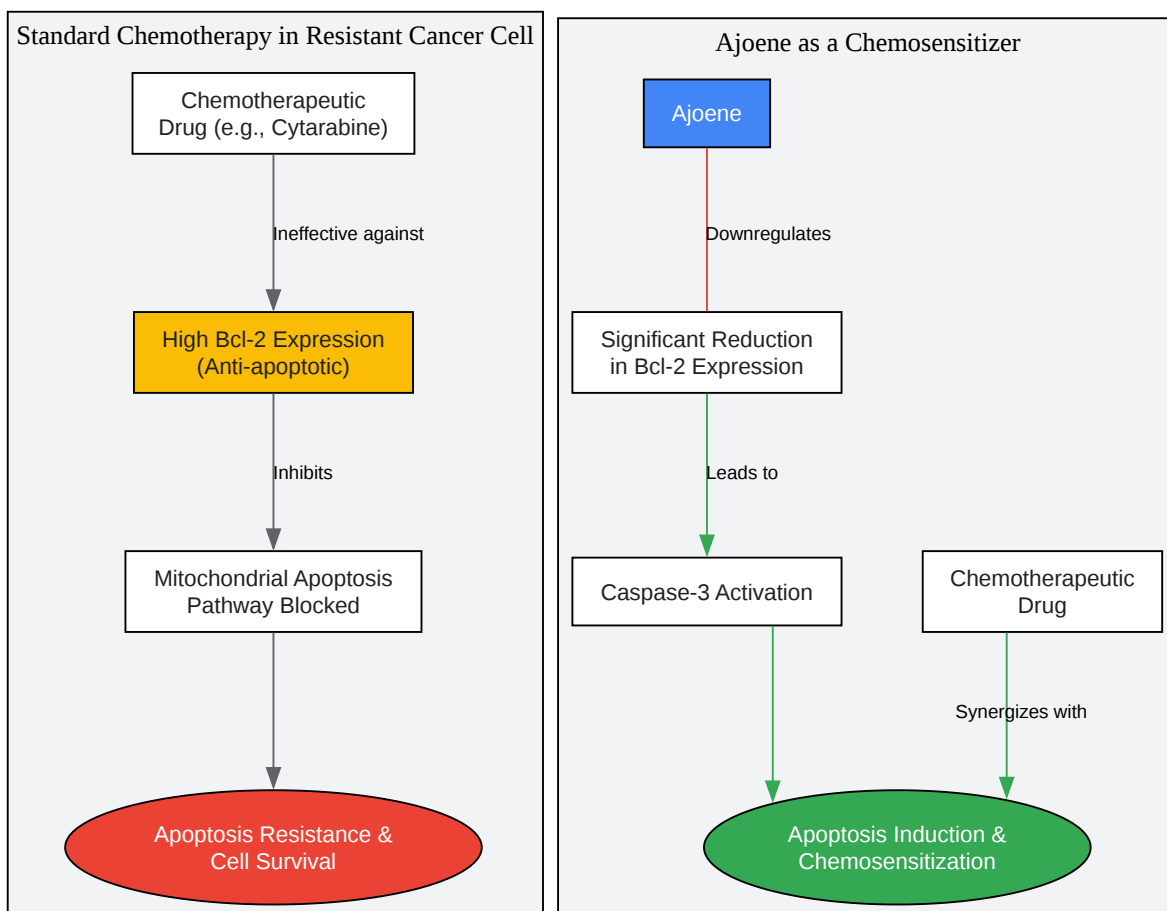 Standard Chemotherapy in Resistant Cancer Cell
Chemotherapeutic
Drug (e.g., Cytarabine)
Ineffective against
High Bcl-2 Expression
(Anti-apoptotic)
Inhibits
Mitochondrial Apoptosis
Pathway Blocked
Apoptosis Resistance &
Cell Survival
Ajoene as a Chemosensitizer
Ajoene
Downregulates
Significant Reduction
in Bcl-2 Expression
Leads to
Caspase-3 Activation
Chemotherapeutic
Drug
Synergizes with
Apoptosis Induction &
Chemosensitization